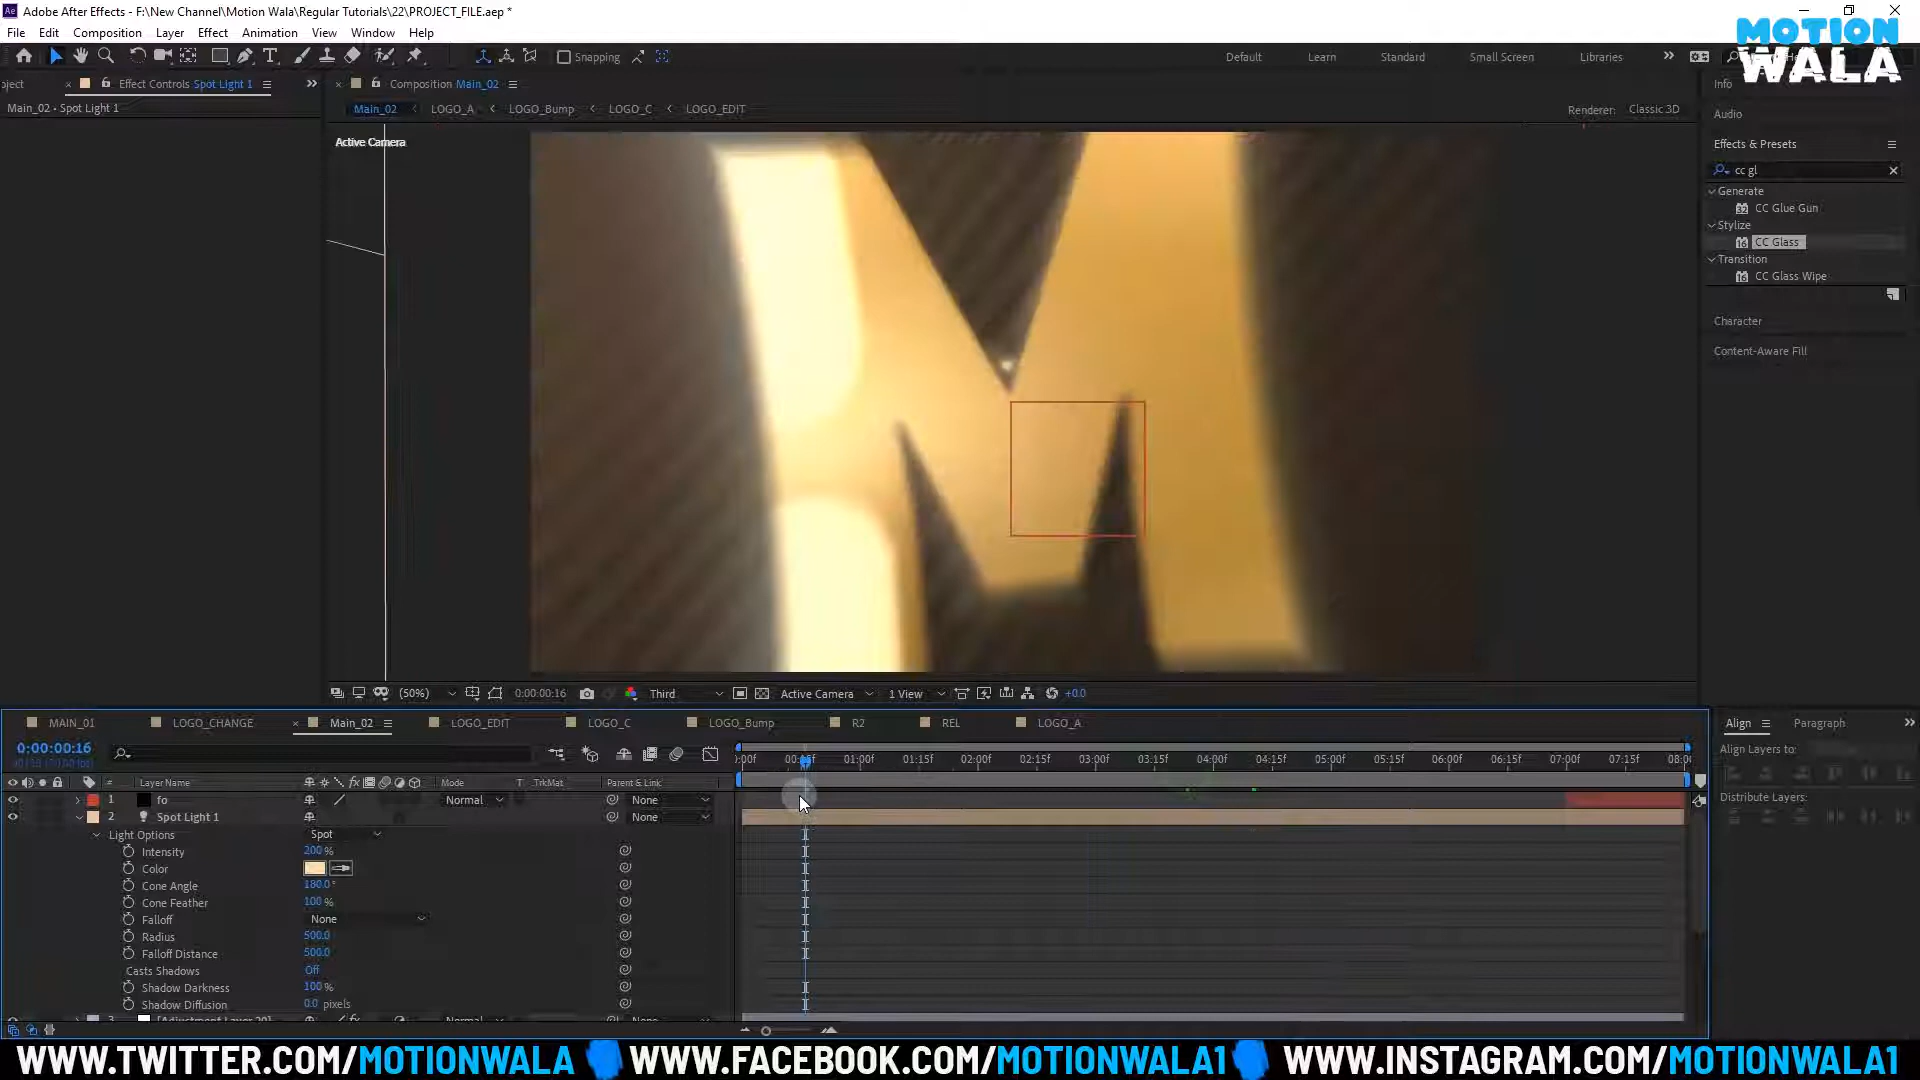 Adobe After Effects - F:\New Channel\Motion Wala\Regular Tutorials\22\PROJECT_FILE.aep *
File Edit Composition Layer Effect Animation View Window Help
MOTION
WALA
Snapping
Default Learn Standard Small Screen Libraries
oject Effect Controls Spot Light 1
Composition Main_02
Main_02 • Spot Light 1
Main_02 LOGO_A LOGO_Bump LOGO_C LOGO_EDIT
Renderer: Classic 3D
Active Camera
Info
Audio
Effects & Presets
cc gl
Generate
CC Glue Gun
Stylize
CC Glass
Transition
CC Glass Wipe
Character
Content-Aware Fill
(50%) 0:00:00:16 Third Active Camera 1 View +0.0
MAIN_01 LOGO_CHANGE Main_02 LOGO_EDIT LOGO_C LOGO_Bump R2 REL LOGO_A
0:00:00:16
# Layer Name Mode T TrkMat Parent & Link
):00f 00:15f 01:00f 01:15f 02:00f 02:15f 03:00f 03:15f 04:00f 04:15f 05:00f 05:15f 06:00f 06:15f 07:00f 07:15f 08:00
1 fo Normal None
2 Spot Light 1 None
Light Options Spot
Intensity 200 %
Color
Cone Angle 180.0 °
Cone Feather 100 %
Falloff None
Radius 500.0
Falloff Distance 500.0
Casts Shadows Off
Shadow Darkness 100 %
Shadow Diffusion 0.0 pixels
3 Normal None
Align Paragraph
Align Layers to:
Distribute Layers:
WWW.TWITTER.COM/MOTIONWALA WWW.FACEBOOK.COM/MOTIONWALA1 WWW.INSTAGRAM.COM/MOTIONWALA1